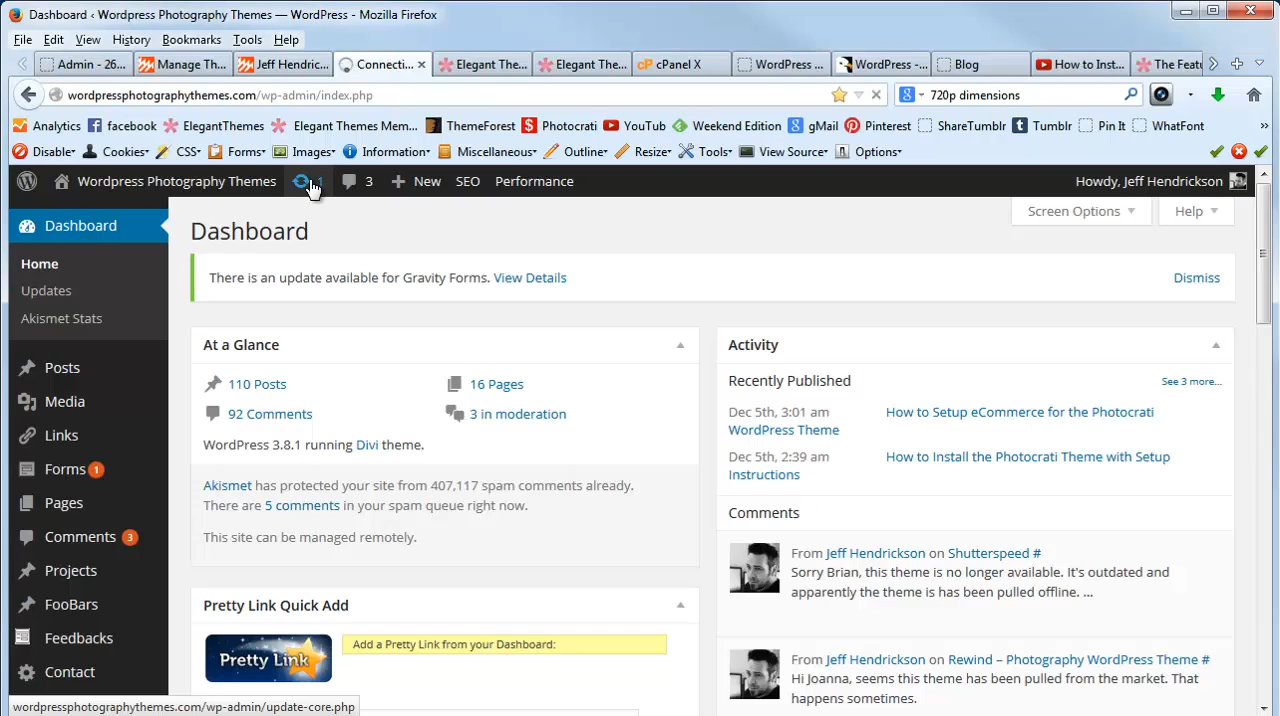 Dashboard ‹ Wordpress Photography Themes — WordPress - Mozilla Firefox
File Edit View History Bookmarks Tools Help
Admin - 26... Manage Th... Jeff Hendric... Connecti... Elegant The... Elegant The... cPanel X WordPress ... WordPress -... Blog How to Inst... The Featu
wordpressphotographythemes.com/wp-admin/index.php 720p dimensions
Analytics facebook ElegantThemes Elegant Themes Mem... ThemeForest Photocrati YouTube Weekend Edition gMail Pinterest ShareTumblr Tumblr Pin It WhatFont
Disable Cookies CSS Forms Images Information Miscellaneous Outline Resize Tools View Source Options
Wordpress Photography Themes 1 3 New SEO Performance Howdy, Jeff Hendrickson
Dashboard Screen Options Help
Dashboard
Home There is an update available for Gravity Forms. View Details Dismiss
Updates
Akismet Stats
At a Glance
110 Posts 16 Pages
92 Comments 3 in moderation
WordPress 3.8.1 running Divi theme.
Akismet has protected your site from 407,117 spam comments already.
There are 5 comments in your spam queue right now.
This site can be managed remotely.
Pretty Link Quick Add
Pretty Link Add a Pretty Link from your Dashboard:
Activity
Recently Published See 3 more...
Dec 5th, 3:01 am How to Setup eCommerce for the Photocrati
WordPress Theme
Dec 5th, 2:39 am How to Install the Photocrati Theme with Setup
Instructions
Comments
From Jeff Hendrickson on Shutterspeed #
Sorry Brian, this theme is no longer available. It's outdated and
apparently the theme is has been pulled offline. ...
From Jeff Hendrickson on Rewind – Photography WordPress Theme #
Hi Joanna, seems this theme has been pulled from the market. That
happens sometimes.
Posts
Media
Links
Forms 1
Pages
Comments 3
Projects
FooBars
Feedbacks
Contact
wordpressphotographythemes.com/wp-admin/update-core.php